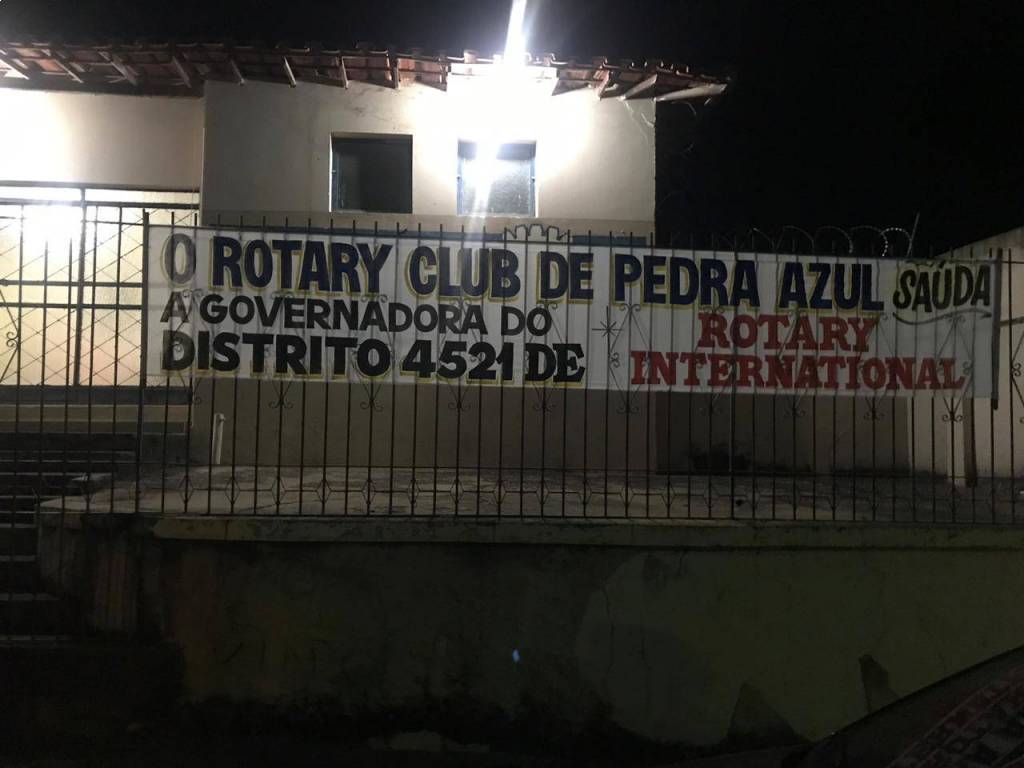 O ROTARY CLUB DE PEDRA AZUL SAÚDA
A GOVERNADORA DO
DISTRITO 4521 DE
ROTARY
INTERNATIONAL